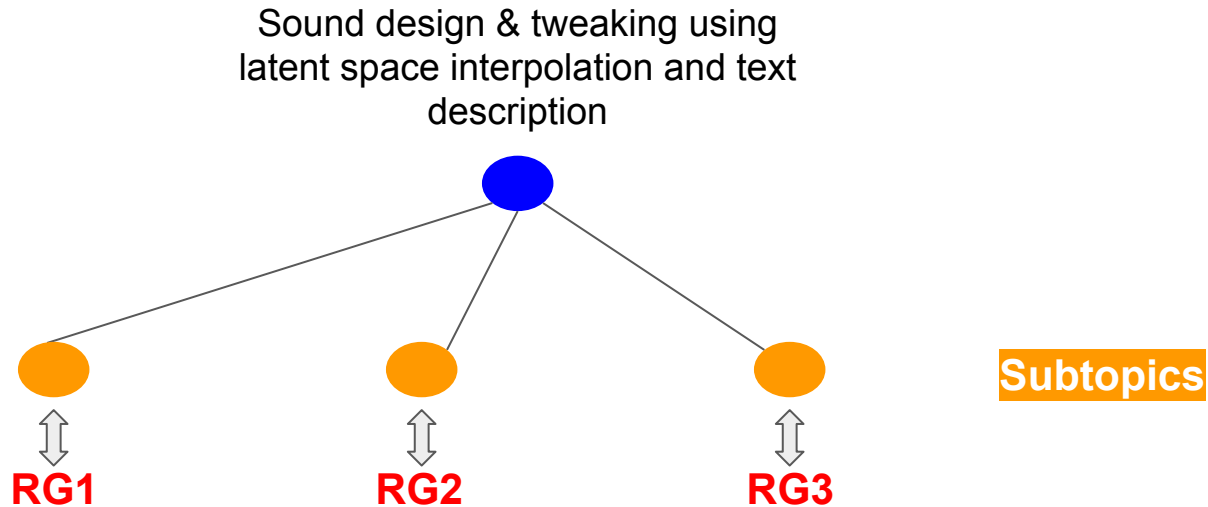 Sound design & tweaking using
latent space interpolation and text
description
Subtopics
RG1
RG2
RG3